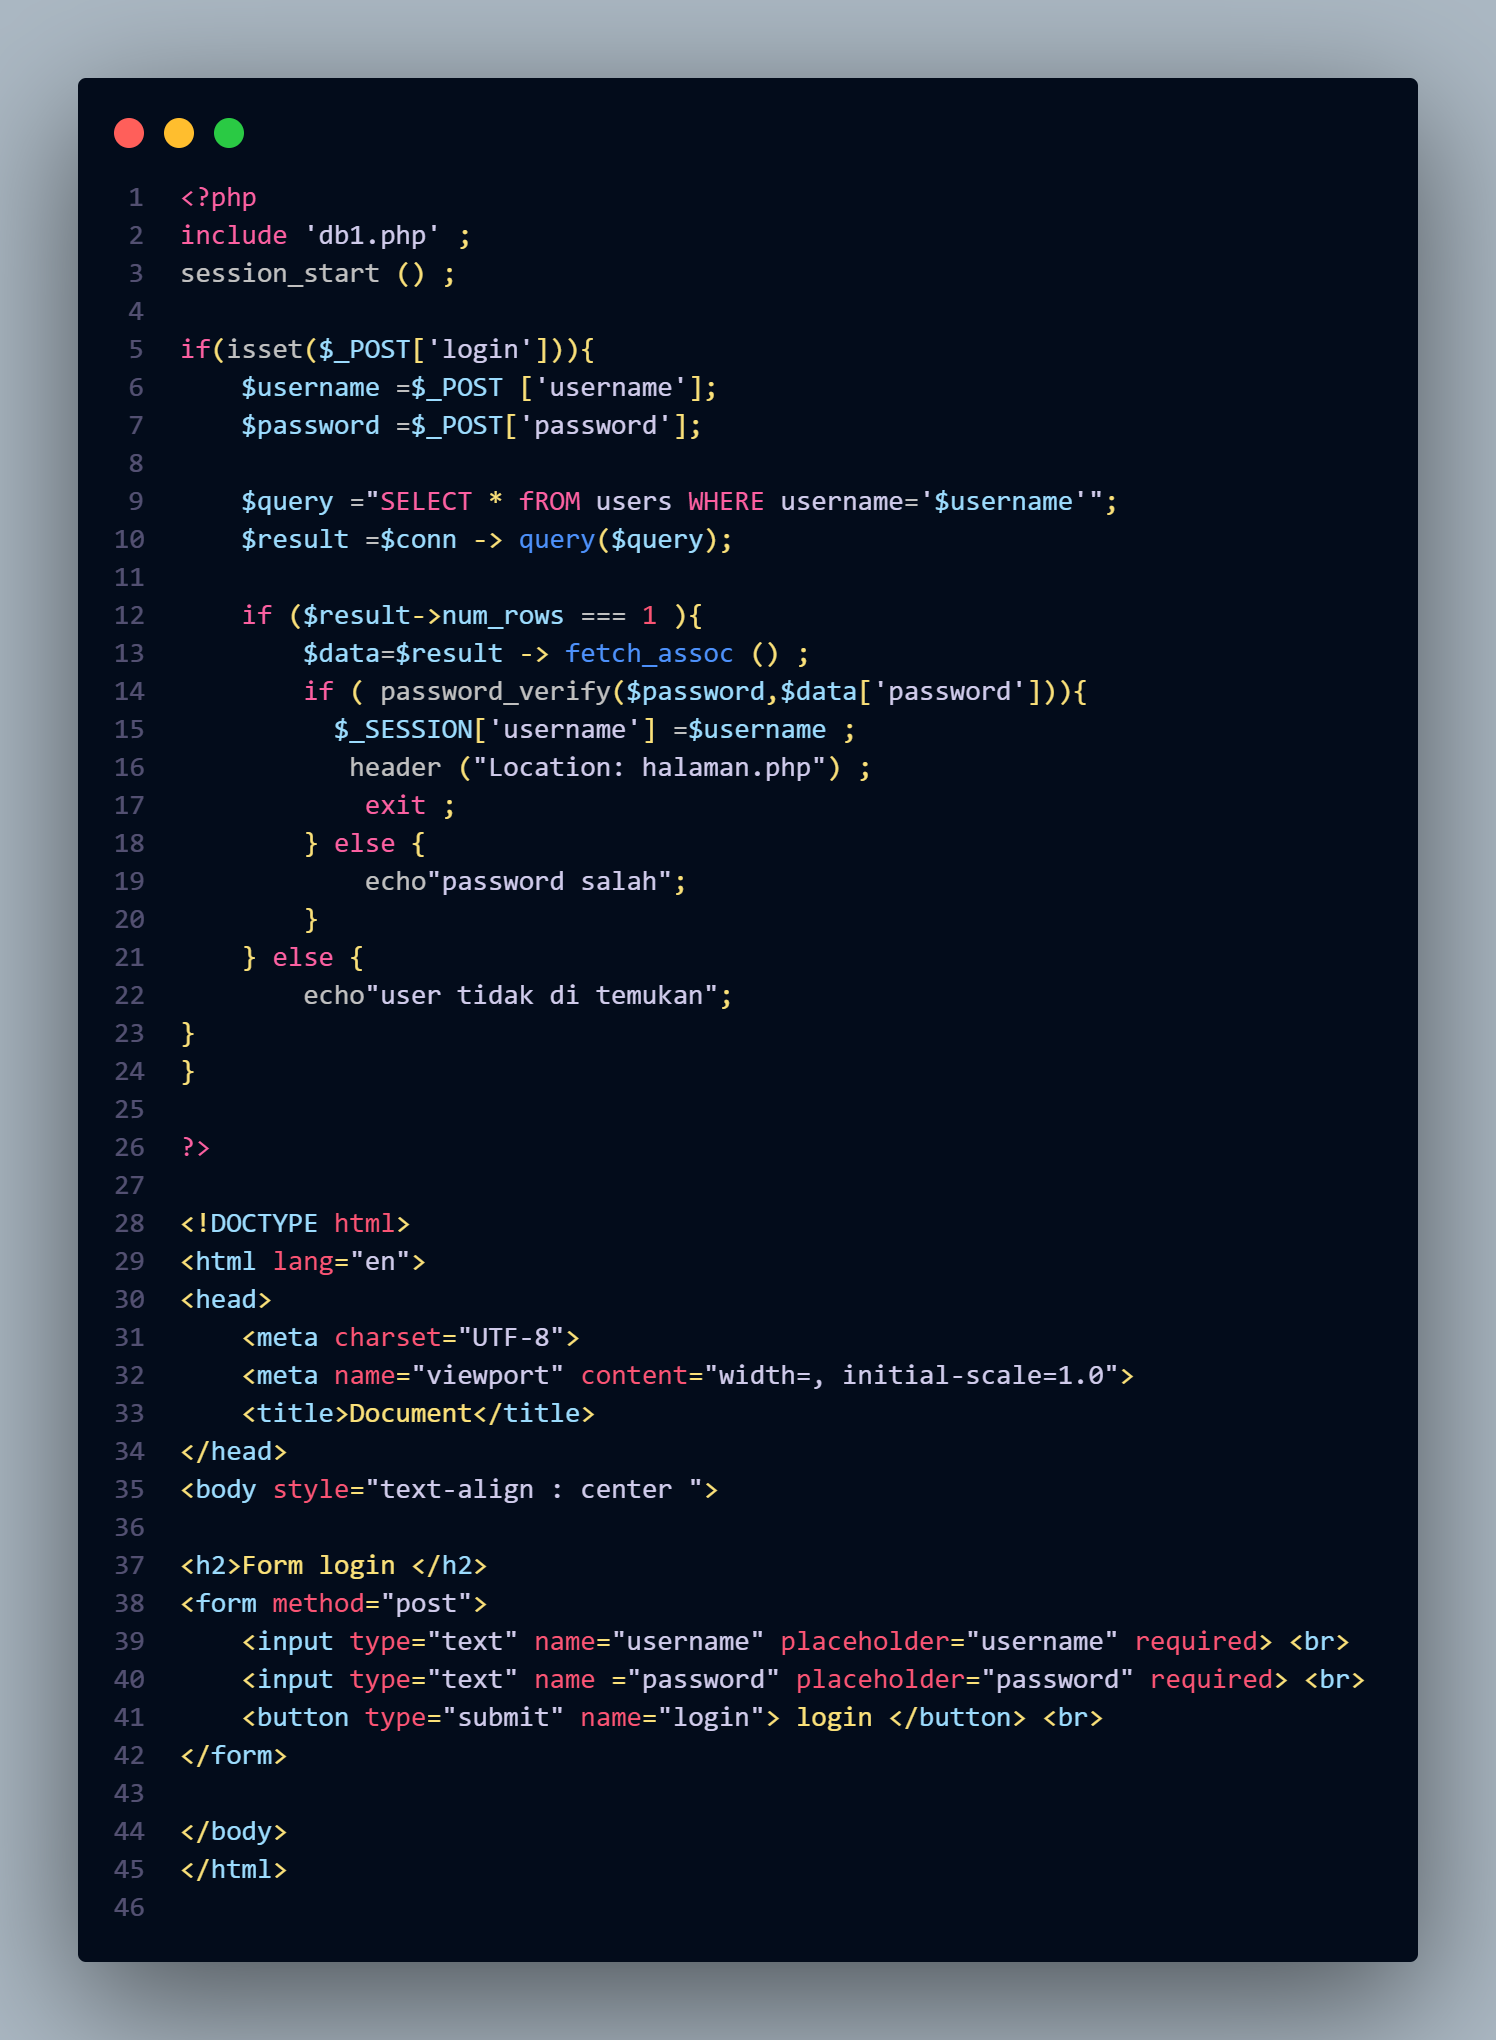 1 <?php
2 include 'db1.php' ;
3 session_start () ;
4
5 if(isset($_POST['login'])){
6     $username =$_POST ['username'];
7     $password =$_POST['password'];
8
9     $query ="SELECT * fROM users WHERE username='$username'";
10     $result =$conn -> query($query);
11
12     if ($result->num_rows === 1 ){
13         $data=$result -> fetch_assoc () ;
14         if ( password_verify($password,$data['password'])){
15           $_SESSION['username'] =$username ;
16            header ("Location: halaman.php") ;
17             exit ;
18         } else {
19             echo"password salah";
20         }
21     } else {
22         echo"user tidak di temukan";
23 }
24 }
25
26 ?>
27
28 <!DOCTYPE html>
29 <html lang="en">
30 <head>
31     <meta charset="UTF-8">
32     <meta name="viewport" content="width=, initial-scale=1.0">
33     <title>Document</title>
34 </head>
35 <body style="text-align : center ">
36
37 <h2>Form login </h2>
38 <form method="post">
39     <input type="text" name="username" placeholder="username" required> <br>
40     <input type="text" name ="password" placeholder="password" required> <br>
41     <button type="submit" name="login"> login </button> <br>
42 </form>
43
44 </body>
45 </html>
46